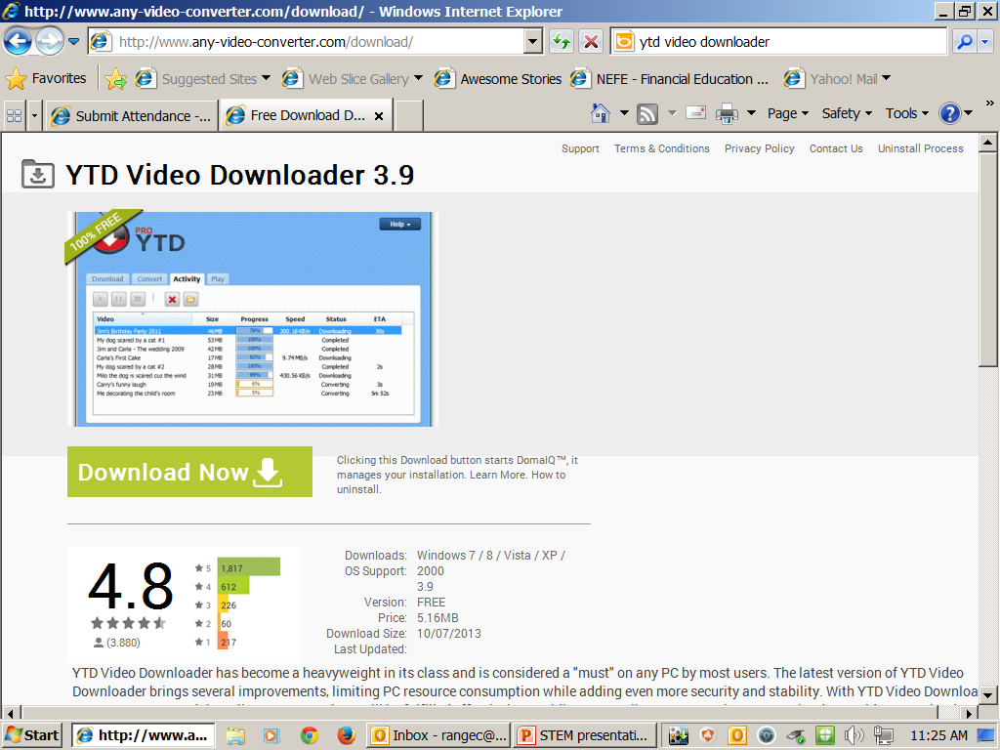 http://www.any-video-converter.com/download/ - Windows Internet Explorer
http://www.any-video-converter.com/download/
ytd video downloader
Favorites
Suggested Sites
Web Slice Gallery
Awesome Stories
NEFE - Financial Education ...
Yahoo! Mail
Submit Attendance -...
Free Download D...
Page
Safety
Tools
Support
Terms & Conditions
Privacy Policy
Contact Us
Uninstall Process
YTD Video Downloader 3.9
100% FREE
PRO
YTD
Help
Download Convert Activity Play
Video Size Progress Speed Status ETA
Jim's Birthday Party 2011 46MB 76% 200.18 KB/s Downloading 30s
My dog scared by a cat #1 53MB 100% Completed
Jim and Carla - The wedding 2009 42MB 100% Completed
Carla's First Cake 17MB 82% 9.74 MB/s Downloading
My dog scared by a cat #2 28MB 100% Completed 2s
Milo the dog is scared cuz the wind 31MB 89% 430.56 KB/s Downloading
Carry's funny laugh 19MB 6% Converting 3s
Me decorating the child's room 23MB 5% Converting 5m 52s
Download Now
Clicking this Download button starts DomaIQ™, it
manages your installation. Learn More. How to
uninstall.
4.8
(3.880)
5 1,817
4 612
3 226
2 60
1 217
Downloads: Windows 7 / 8 / Vista / XP /
OS Support: 2000
3.9
Version: FREE
Price: 5.16MB
Download Size: 10/07/2013
Last Updated:
YTD Video Downloader has become a heavyweight in its class and is considered a "must" on any PC by most users. The latest version of YTD Video
Downloader brings several improvements, limiting PC resource consumption while adding even more security and stability. With YTD Video Downloa
Start
http://www.a...
Inbox - rangec@...
STEM presentati...
11:25 AM